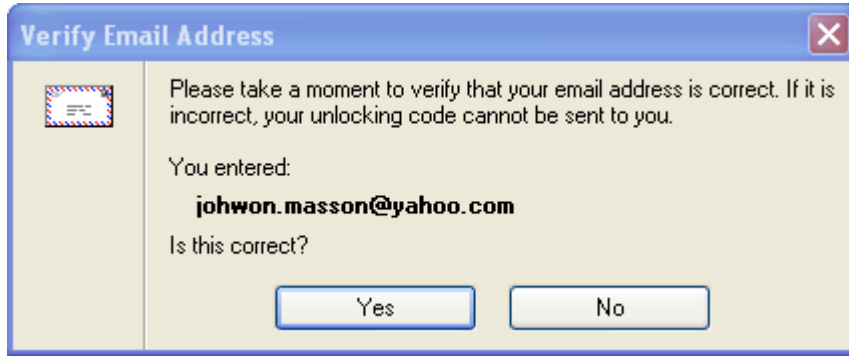 Verify Email Address
Please take a moment to verify that your email address is correct. If it is
incorrect, your unlocking code cannot be sent to you.
You entered:
johwon.masson@yahoo.com
Is this correct?
Yes No